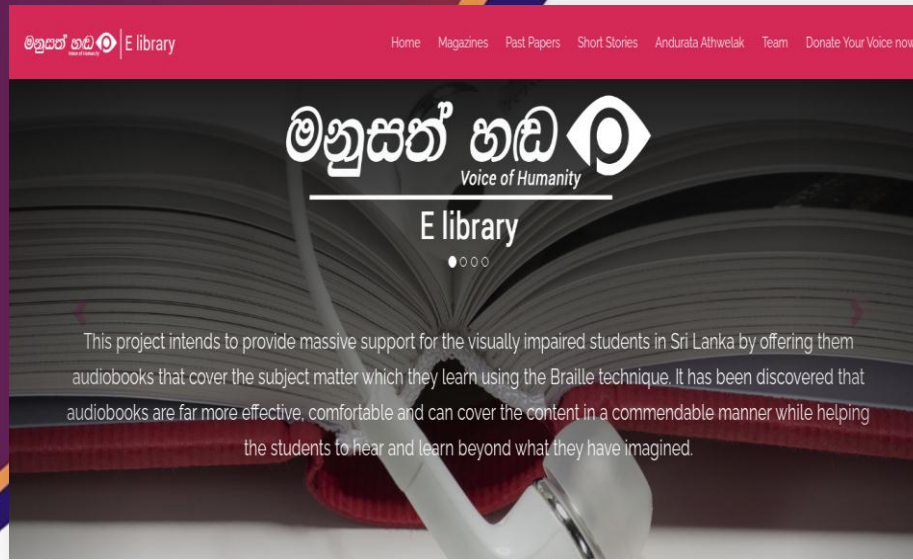 මනුසත් හඬ
Voice of Humanity
E library
Home Magazines Past Papers Short Stories Andurata Athwelak Team Donate Your Voice now
මනුසත් හඬ
Voice of Humanity
E library
This project intends to provide massive support for the visually impaired students in Sri Lanka by offering them
audiobooks that cover the subject matter which they learn using the Braille technique. It has been discovered that
audiobooks are far more effective, comfortable and can cover the content in a commendable manner while helping
the students to hear and learn beyond what they have imagined.